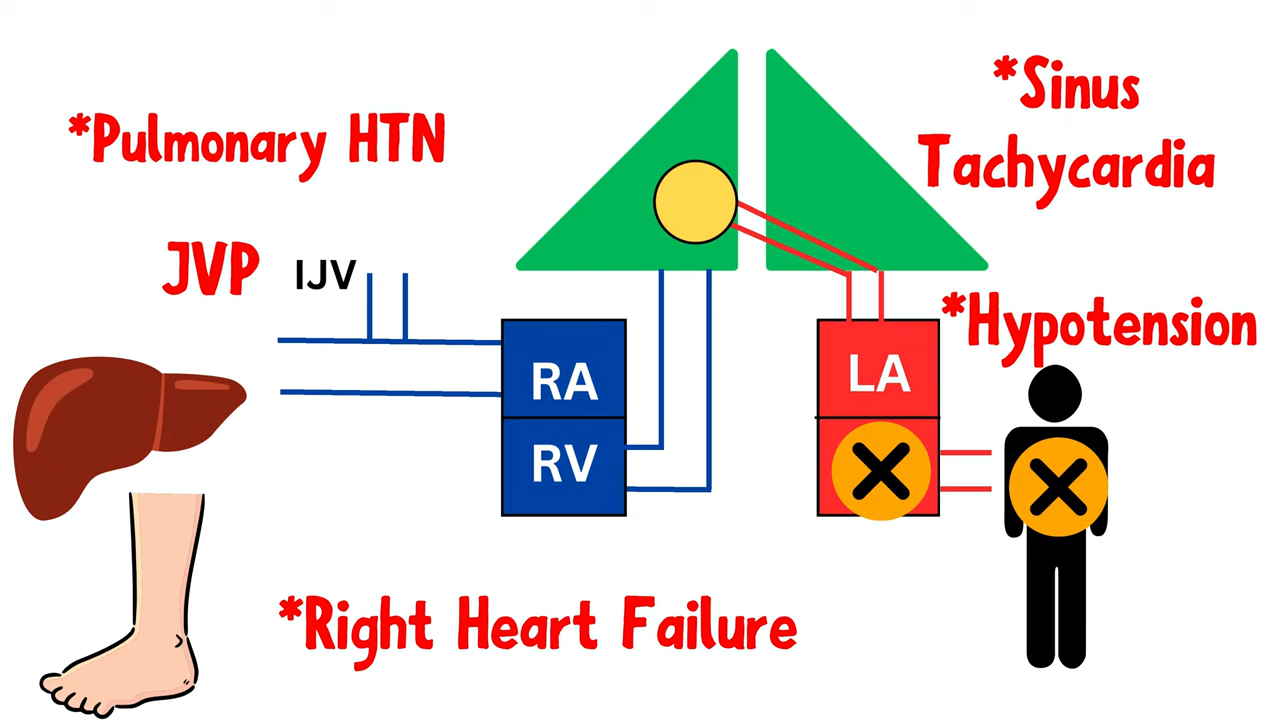 *Sinus
Tachycardia
*Pulmonary HTN
JVP
IJV
*Hypotension
RA
LA
RV
*Right Heart Failure